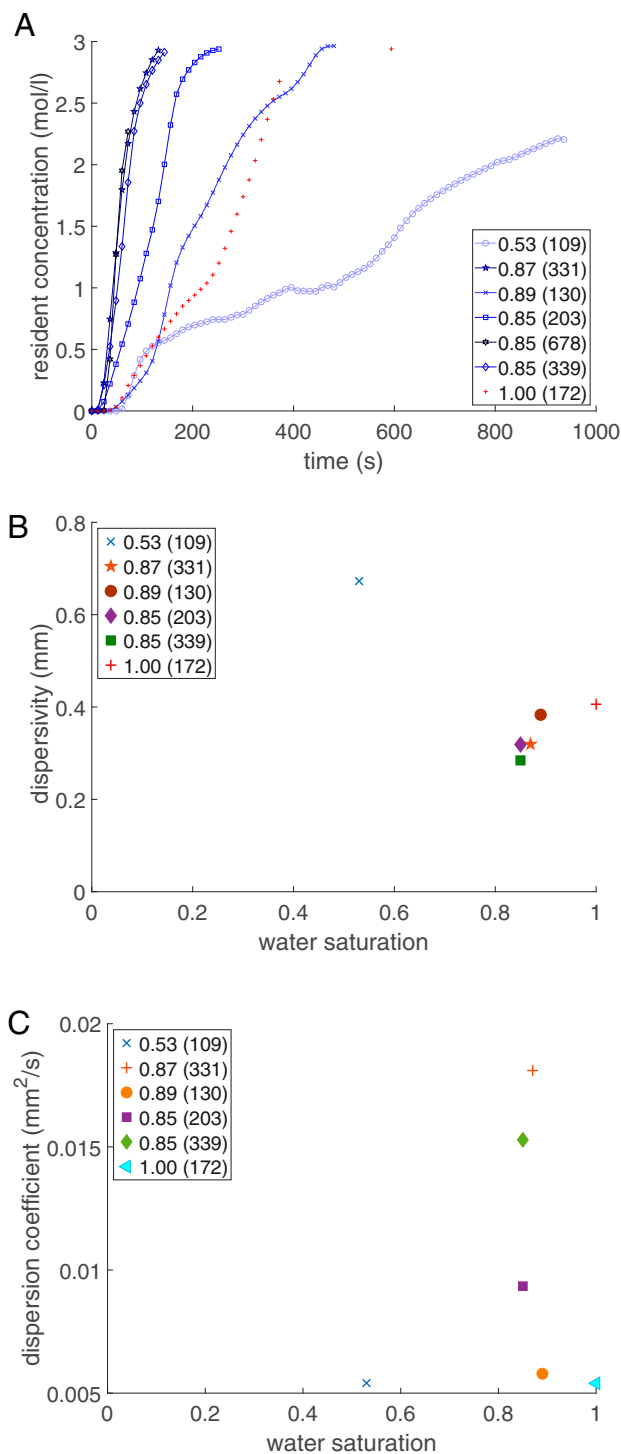 A
3
2.5
2
1.5
1
0.5
0
resident concentration (mol/l)
0.53 (109)
0.87 (331)
0.89 (130)
0.85 (203)
0.85 (678)
0.85 (339)
1.00 (172)
0 200 400 600 800 1000
time (s)
B
0.8
0.6
0.4
0.2
0
dispersivity (mm)
0.53 (109)
0.87 (331)
0.89 (130)
0.85 (203)
0.85 (339)
1.00 (172)
0 0.2 0.4 0.6 0.8 1
water saturation
C
0.02
0.015
0.01
0.005
dispersion coefficient (mm²/s)
0.53 (109)
0.87 (331)
0.89 (130)
0.85 (203)
0.85 (339)
1.00 (172)
0 0.2 0.4 0.6 0.8 1
water saturation